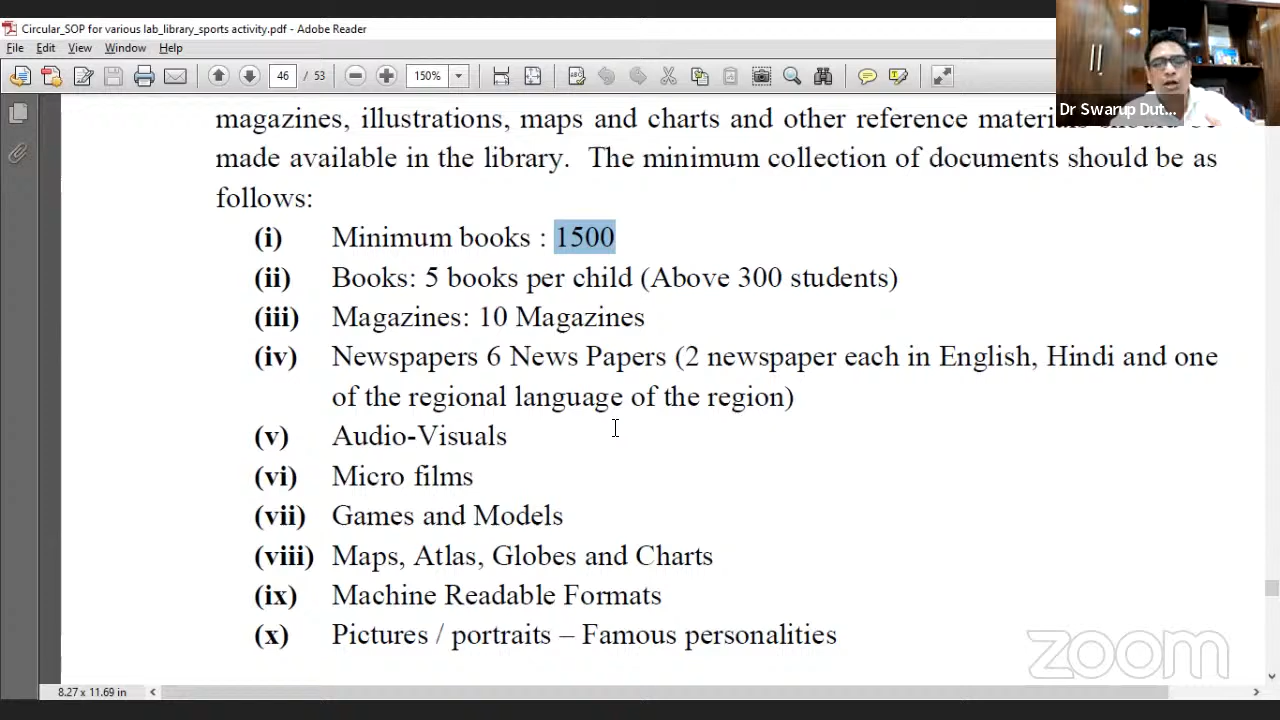 Circular_SOP for various lab_library_sports activity.pdf - Adobe Reader
File Edit View Window Help
46 / 53 150%
Dr Swarup Dut...
magazines, illustrations, maps and charts and other reference materials should be
made available in the library. The minimum collection of documents should be as
follows:
(i) Minimum books : 1500
(ii) Books: 5 books per child (Above 300 students)
(iii) Magazines: 10 Magazines
(iv) Newspapers 6 News Papers (2 newspaper each in English, Hindi and one
of the regional language of the region)
(v) Audio-Visuals
(vi) Micro films
(vii) Games and Models
(viii) Maps, Atlas, Globes and Charts
(ix) Machine Readable Formats
(x) Pictures / portraits – Famous personalities
zoom
8.27 x 11.69 in